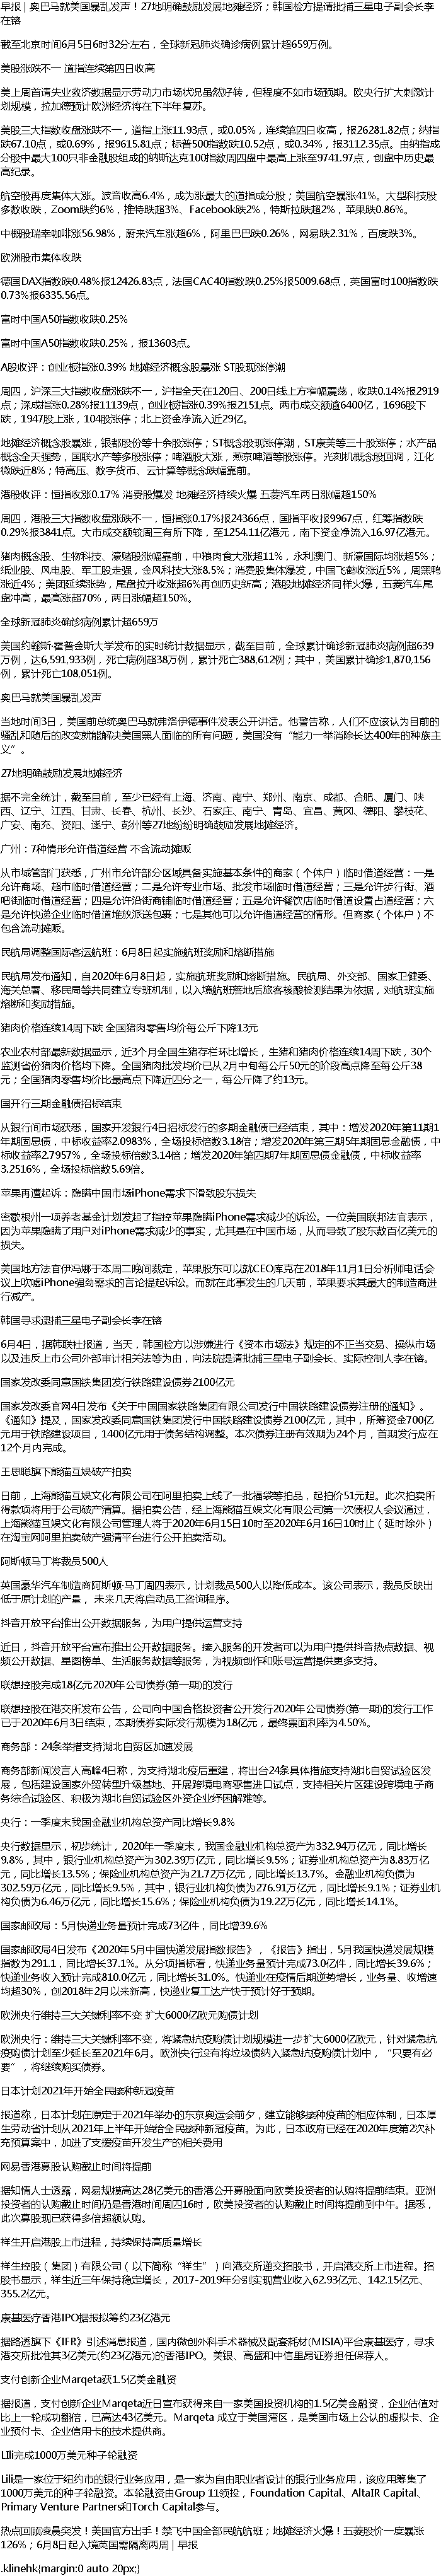 早报 | 奥巴马就美国暴乱发声！27地明确鼓励发展地摊经济；韩国检方提请批捕三星电子副会长李
在镕
截至北京时间6月5日6时32分左右，全球新冠肺炎确诊病例累计超659万例。
美股涨跌不一 道指连续第四日收高
美上周首请失业救济数据显示劳动力市场状况虽然好转，但程度不如市场预期。欧央行扩大刺激计
划规模，拉加德预计欧洲经济将在下半年复苏。
美股三大指数收盘涨跌不一，道指上涨11.93点，或0.05%，连续第四日收高，报26281.82点；纳指
跌67.10点，或0.69%，报9615.81点；标普500指数跌10.52点，或0.34%，报3112.35点。由纳指成
分股中最大100只非金融股组成的纳斯达克100指数周四盘中最高上涨至9741.97点，创盘中历史最
高纪录。
航空股再度集体大涨。波音收高6.4%，成为涨最大的道指成分股；美国航空暴涨41%。大型科技股
多数收跌，Zoom跌约6%，推特跌超3%、Facebook跌2%，特斯拉跌超2%，苹果跌0.86%。
中概股瑞幸咖啡涨56.98%，蔚来汽车涨超6%，阿里巴巴跌0.26%，网易跌2.31%，百度跌3%。
欧洲股市集体收跌
德国DAX指数跌0.48%报12426.83点，法国CAC40指数跌0.25%报5009.68点，英国富时100指数跌
0.73%报6335.56点。
富时中国A50指数收跌0.25%
富时中国A50指数收跌0.25%，报13603点。
A股收评：创业板指涨0.39% 地摊经济概念股暴涨 ST股现涨停潮
周四，沪深三大指数收盘涨跌不一，沪指全天在120日、200日线上方窄幅震荡，收跌0.14%报2919
点；深成指涨0.28%报11139点，创业板指涨0.39%报2151点。两市成交额逾6400亿，1696股下
跌，1947股上涨，104股涨停；北上资金净流入近29亿。
地摊经济概念股暴涨，银都股份等十余股涨停；ST概念股现涨停潮，ST康美等三十股涨停；水产品
概念全天强势，国联水产等多股涨停；啤酒股大涨，燕京啤酒等股涨停。光刻机概念股回调，江化
微跌近8%；特高压、数字货币、云计算等概念跌幅靠前。
港股收评：恒指收涨0.17% 消费股爆发 地摊经济持续火爆 五菱汽车两日涨幅超150%
周四，港股三大指数收盘涨跌不一，恒指涨0.17%报24366点，国指平收报9967点，红筹指数跌
0.29%报3841点。大市成交额较周三有所下降，至1254.11亿港元，南下资金净流入16.97亿港元。
猪肉概念股、生物科技、濠赌股涨幅靠前，中粮肉食大涨超11%，永利澳门、新濠国际均涨超5%；
纸业股、风电股、军工股走强，金风科技大涨8.5%；消费股集体爆发，中国飞鹤收涨近5%，周黑鸭
涨近4%；美团延续涨势，尾盘拉升收涨超6%再创历史新高；港股地摊经济同样火爆，五菱汽车尾
盘冲高，最高涨超70%，两日涨幅超150%。
全球新冠肺炎确诊病例累计超659万
美国约翰斯·霍普金斯大学发布的实时统计数据显示，截至目前，全球累计确诊新冠肺炎病例超639
万例，达6,591,933例，死亡病例超38万例，累计死亡388,612例；其中，美国累计确诊1,870,156
例，累计死亡108,051例。
奥巴马就美国暴乱发声
当地时间3日，美国前总统奥巴马就弗洛伊德事件发表公开讲话。他警告称，人们不应该认为目前的
骚乱和随后的改变就能解决美国黑人面临的所有问题，美国没有“能力一举消除长达400年的种族主
义”。
27地明确鼓励发展地摊经济
据不完全统计，截至目前，至少已经有上海、济南、南宁、郑州、南京、成都、合肥、厦门、陕
西、辽宁、江西、甘肃、长春、杭州、长沙、石家庄、南宁、青岛、宜昌、黄冈、德阳、攀枝花、
广安、南充、资阳、遂宁、彭州等27地纷纷明确鼓励发展地摊经济。
广州：7种情形允许借道经营 不含流动摊贩
从市城管部门获悉，广州市允许部分区域具备实施基本条件的商家（个体户）临时借道经营：一是
允许商场、超市临时借道经营；二是允许专业市场、批发市场临时借道经营；三是允许步行街、酒
吧街临时借道经营；四是允许沿街商铺临时借道经营；五是允许餐饮店临时借道设置占道经营；六
是允许快递企业临时借道堆放派送包裹；七是其他可以允许借道经营的情形。但商家（个体户）不
包含流动摊贩。
民航局调整国际客运航班：6月8日起实施航班奖励和熔断措施
民航局发布通知，自2020年6月8日起，实施航班奖励和熔断措施。民航局、外交部、国家卫健委、
海关总署、移民局等共同建立专班机制，以入境航班落地后旅客核酸检测结果为依据，对航班实施
熔断和奖励措施。
猪肉价格连续14周下跌 全国猪肉零售均价每公斤下降13元
农业农村部最新数据显示，近3个月全国生猪存栏环比增长，生猪和猪肉价格连续14周下跌，30个
监测省份猪肉价格均下降。全国猪肉批发均价已从2月中旬每公斤50元的阶段高点降至每公斤38
元；全国猪肉零售均价比最高点下降近四分之一，每公斤降了约13元。
国开行三期金融债招标结束
从银行间市场获悉，国家开发银行4日招标发行的多期金融债已经结束，其中：增发2020年第11期1
年期固息债，中标收益率2.0983%，全场投标倍数3.18倍；增发2020年第三期5年期固息金融债，中
标收益率2.7957%，全场投标倍数3.14倍；增发2020年第四期7年期固息债金融债，中标收益率
3.2516%，全场投标倍数5.69倍。
苹果再遭起诉：隐瞒中国市场iPhone需求下滑致股东损失
密歇根州一项养老基金计划发起了指控苹果隐瞒iPhone需求减少的诉讼。一位美国联邦法官表示，
因为苹果隐瞒了用户对iPhone需求减少的事实，尤其是在中国市场，从而导致了股东数百亿美元的
损失。
美国地方法官伊冯娜于本周二晚间裁定，苹果股东可以就CEO库克在2018年11月1日分析师电话会
议上吹嘘iPhone强劲需求的言论提起诉讼。而就在此事发生的几天前，苹果要求其最大的制造商进
行减产。
韩国寻求逮捕三星电子副会长李在镕
6月4日，据韩联社报道，当天，韩国检方以涉嫌进行《资本市场法》规定的不正当交易、操纵市场
以及违反上市公司外部审计相关法等为由，向法院提请批捕三星电子副会长、实际控制人李在镕。
国家发改委同意国铁集团发行铁路建设债券2100亿元
国家发改委官网4日发布《关于中国国家铁路集团有限公司发行中国铁路建设债券注册的通知》。
《通知》提及，国家发改委同意国铁集团发行中国铁路建设债券2100亿元，其中，所筹资金700亿
元用于铁路建设项目，1400亿元用于债务结构调整。本次债券注册有效期为24个月，首期发行应在
12个月内完成。
王思聪旗下熊猫互娱破产拍卖
日前，上海熊猫互娱文化有限公司在阿里拍卖上线了一批福袋等拍品，起拍价51元起。此次拍卖所
得款项将用于公司破产清算。据拍卖公告，经上海熊猫互娱文化有限公司第一次债权人会议通过，
上海熊猫互娱文化有限公司管理人将于2020年6月15日10时至2020年6月16日10时止（延时除外）
在淘宝网阿里拍卖破产强清平台进行公开拍卖活动。
阿斯顿马丁将裁员500人
英国豪华汽车制造商阿斯顿·马丁周四表示，计划裁员500人以降低成本。该公司表示，裁员反映出
低于原计划的产量， 未来几天将启动员工咨询程序。
抖音开放平台推出公开数据服务，为用户提供运营支持
近日，抖音开放平台宣布推出公开数据服务。接入服务的开发者可以为用户提供抖音热点数据、视
频公开数据、星图榜单、生活服务数据等服务，为视频创作和账号运营提供更多支持。
联想控股完成18亿元2020年公司债券(第一期)的发行
联想控股在港交所发布公告，公司向中国合格投资者公开发行2020年公司债券(第一期)的发行工作
已于2020年6月3日结束，本期债券实际发行规模为18亿元，最终票面利率为4.50%。
商务部：24条举措支持湖北自贸区加速发展
商务部新闻发言人高峰4日称，为支持湖北疫后重建，将出台24条具体措施支持湖北自贸试验区发
展，包括建设国家外贸转型升级基地、开展跨境电商零售进口试点，支持相关片区建设跨境电子商
务综合试验区、积极为湖北自贸试验区外资企业纾困解难等。
央行：一季度末我国金融业机构总资产同比增长9.8%
央行数据显示，初步统计，2020年一季度末，我国金融业机构总资产为332.94万亿元，同比增长
9.8%，其中，银行业机构总资产为302.39万亿元，同比增长9.5%；证券业机构总资产为8.83万亿
元，同比增长13.5%；保险业机构总资产为21.72万亿元，同比增长13.7%。金融业机构负债为
302.59万亿元，同比增长9.5%，其中，银行业机构负债为276.91万亿元，同比增长9.1%；证券业机
构负债为6.46万亿元，同比增长15.6%；保险业机构负债为19.22万亿元，同比增长14.1%。
国家邮政局：5月快递业务量预计完成73亿件，同比增39.6%
国家邮政局4日发布《2020年5月中国快递发展指数报告》，《报告》指出，5月我国快递发展规模
指数为291.1，同比增长37.1%。从分项指标看，快递业务量预计完成73.0亿件，同比增长39.6%；
快递业务收入预计完成810.0亿元，同比增长31.0%。快递业在疫情后期逆势增长，业务量、收增速
均超30%，创2018年2月以来新高，快递业复工达产快于预计好于预期。
欧洲央行维持三大关键利率不变 扩大6000亿欧元购债计划
欧洲央行：维持三大关键利率不变，将紧急抗疫购债计划规模进一步扩大6000亿欧元，针对紧急抗
疫购债计划至少延长至2021年6月。欧洲央行没有将垃圾债纳入紧急抗疫购债计划中，“只要有必
要”，将继续购买债券。
日本计划2021年开始全民接种新冠疫苗
报道称，日本计划在原定于2021年举办的东京奥运会前夕，建立能够接种疫苗的相应体制，日本厚
生劳动省计划从2021年上半年开始给全民接种新冠疫苗。为此，日本政府已经在2020年度第2次补
充预算案中，加进了支援疫苗开发生产的相关费用
网易香港募股认购截止时间将提前
据知情人士透露，网易规模高达28亿美元的香港公开募股面向欧美投资者的认购将提前结束。亚洲
投资者的认购截止时间仍是香港时间周四16时，欧美投资者的认购截止时间将提前到中午。据悉，
此次募股现已获得多倍超额认购。
祥生开启港股上市进程，持续保持高质量增长
祥生控股（集团）有限公司（以下简称“祥生”）向港交所递交招股书，开启港交所上市进程。招
股书显示，祥生近三年保持稳定增长，2017-2019年分别实现营业收入62.93亿元、142.15亿元、
355.2亿元。
康基医疗香港IPO据报拟筹约23亿港元
据路透旗下《IFR》引述消息报道，国内微创外科手术器械及配套耗材(MISIA)平台康基医疗，寻求
港交所批准其3亿美元(约23亿港元)的香港IPO。美银、高盛和中信里昂证券担任保荐人。
支付创新企业Marqeta获1.5亿美金融资
据报道，支付创新企业Marqeta近日宣布获得来自一家美国投资机构的1.5亿美金融资，企业估值对
比上一轮成功翻倍，已高达43亿美元。Marqeta 成立于美国湾区，是美国市场上公认的虚拟卡、企
业预付卡、企业信用卡的技术提供商。
LIli完成1000万美元种子轮融资
Lili是一家位于纽约市的银行业务应用，是一家为自由职业者设计的银行业务应用，该应用筹集了
1000万美元的种子轮融资。本轮融资由Group 11领投，Foundation Capital、AltaIR Capital、
Primary Venture Partners和Torch Capital参与。
热点回顾凌晨突发！美国官方出手！禁飞中国全部民航航班；地摊经济火爆！五菱股价一度暴涨
126%；6月8日起入境英国需隔离两周 | 早报
.klinehk{margin:0 auto 20px;}